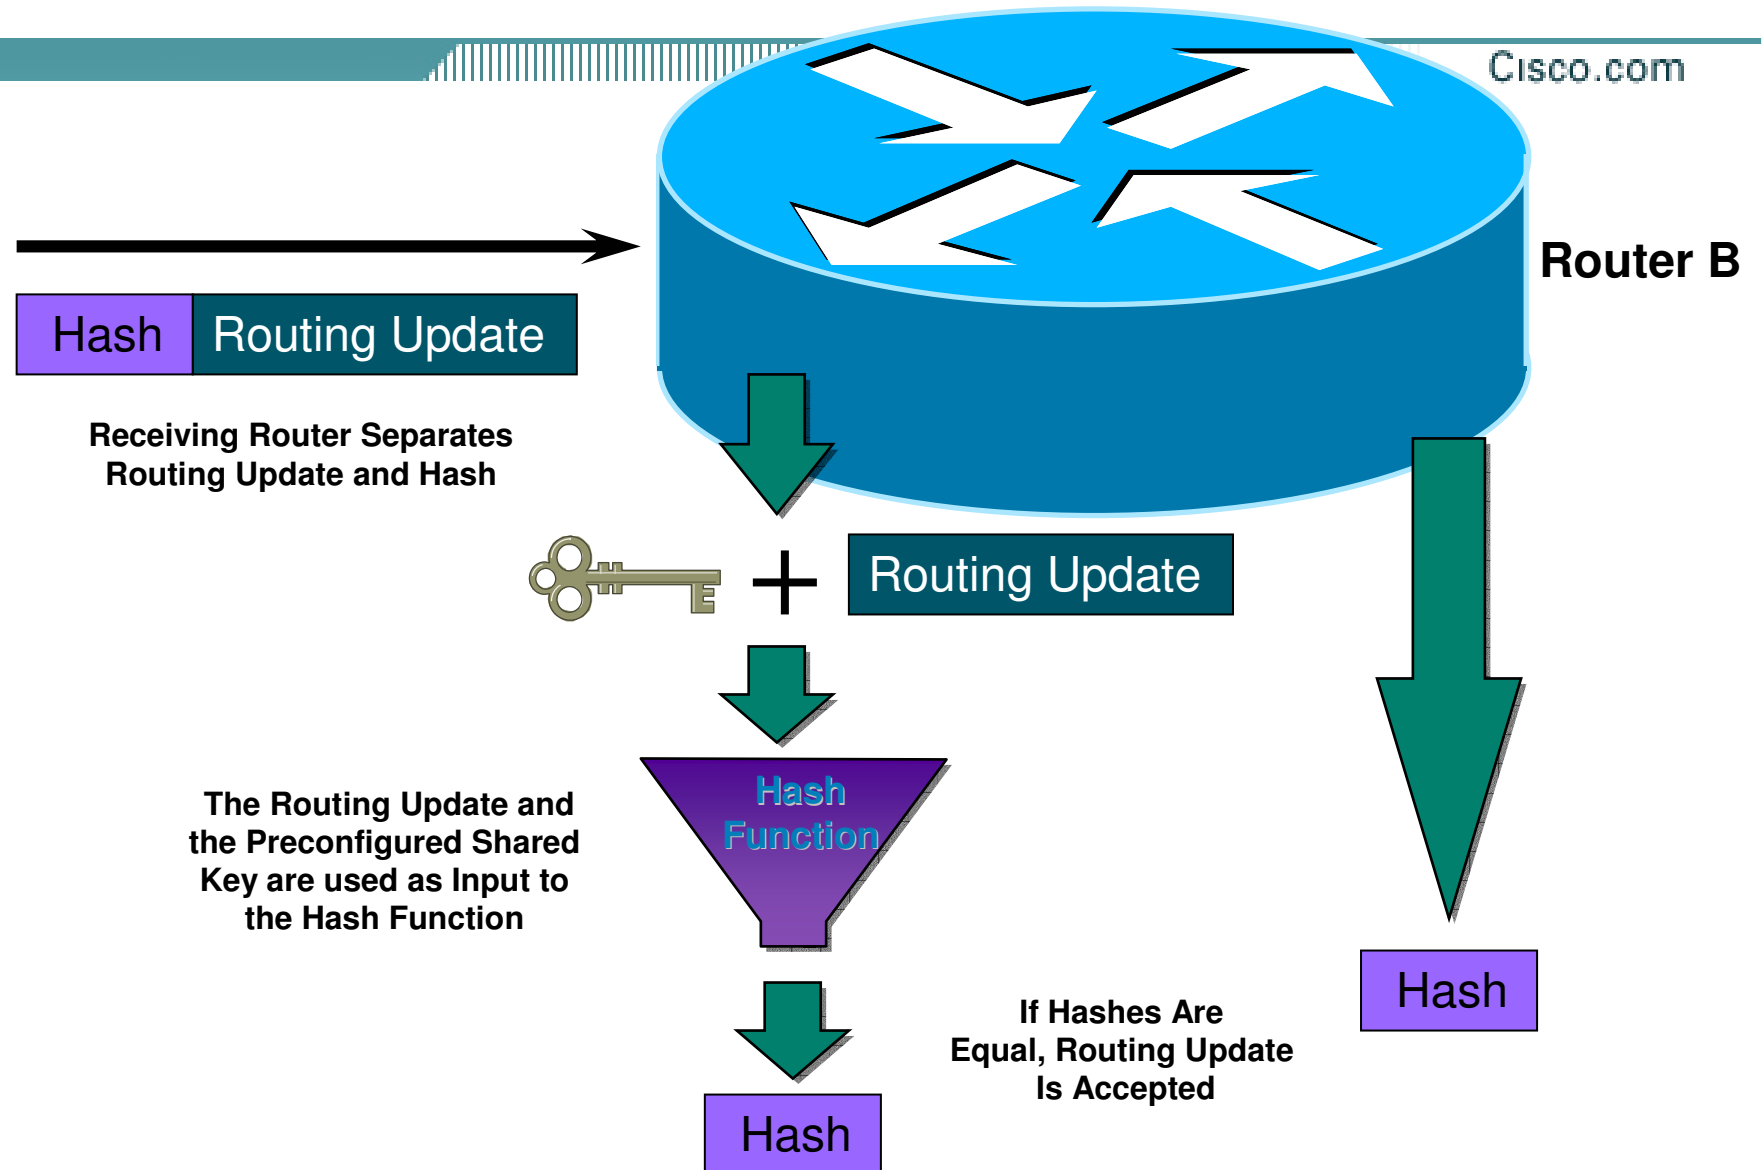 Cisco.com
Router B
Hash
Routing Update
Receiving Router Separates
Routing Update and Hash
Routing Update
Hash
Function
The Routing Update and
the Preconfigured Shared
Key are used as Input to
the Hash Function
Hash
If Hashes Are
Equal, Routing Update
Is Accepted
Hash